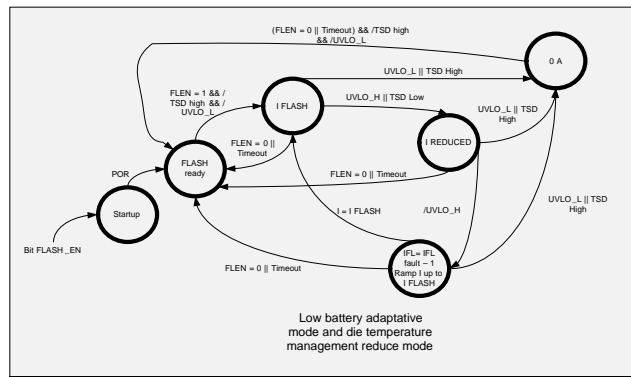 (FLEN = 0 || Timeout) && /TSD high
&& /UVLO_L
0 A
UVLO_L || TSD High
FLEN = 1 && /
TSD high && /
UVLO_L
I FLASH
UVLO_H || TSD Low
UVLO_L || TSD
High
I REDUCED
FLEN = 0 ||
Timeout
FLASH
ready
POR
FLEN = 0 || Timeout
Startup
UVLO_L || TSD
High
I = I FLASH
/UVLO_H
Bit FLASH _EN
IFL= IFL
fault – 1
Ramp I up to
I FLASH
FLEN = 0 || Timeout
Low battery adaptative
mode and die temperature
management reduce mode